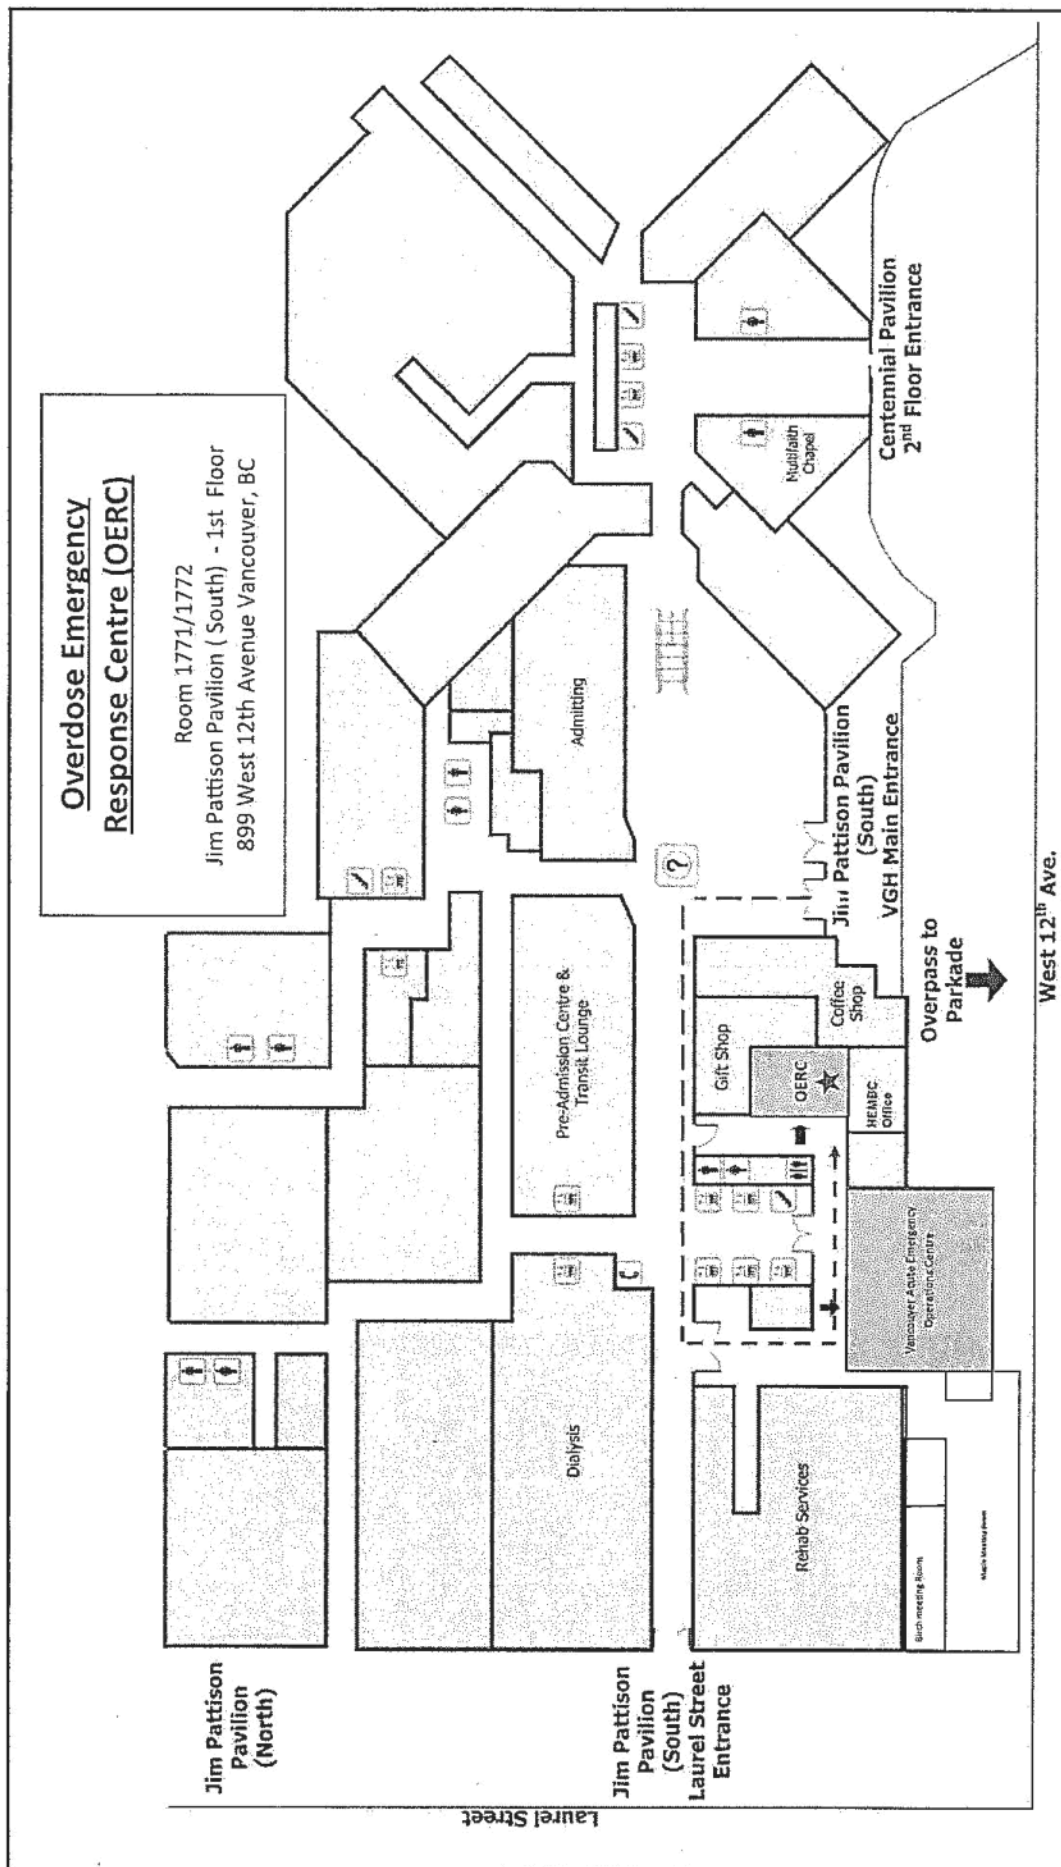 Overdose Emergency
Response Centre (OERC)
Room 1771/1772
Jim Pattison Pavilion ( South) - 1st Floor
899 West 12th Avenue Vancouver, BC
Jim Pattison
Pavilion
(North)
Laurel Street
Jim Pattison
Pavilion
(South)
Laurel Street
Entrance
Dialysis
Pre-Admission Centre &
Transit Lounge
Admitting
?
Multifaith
Chapel
Centennial Pavilion
2nd Floor Entrance
Rehab Services
Birch meeting Room
Maple Meeting Room
Vancouver Acute Emergency
Operations Centre
Gift Shop
OERC
HEMBC
Office
Coffee
Shop
Jim Pattison Pavilion
(South)
VGH Main Entrance
Overpass to
Parkade
West 12th Ave.